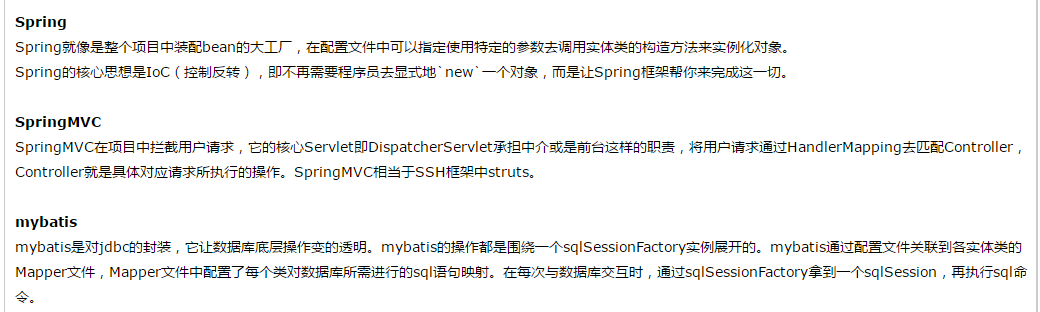 Spring
Spring就像是整个项目中装配bean的大工厂，在配置文件中可以指定使用特定的参数去调用实体类的构造方法来实例化对象。
Spring的核心思想是IoC（控制反转），即不再需要程序员去显式地`new`一个对象，而是让Spring框架帮你来完成这一切。
SpringMVC
SpringMVC在项目中拦截用户请求，它的核心Servlet即DispatcherServlet承担中介或是前台这样的职责，将用户请求通过HandlerMapping去匹配Controller，
Controller就是具体对应请求所执行的操作。SpringMVC相当于SSH框架中struts。
mybatis
mybatis是对jdbc的封装，它让数据库底层操作变的透明。mybatis的操作都是围绕一个sqlSessionFactory实例展开的。mybatis通过配置文件关联到各实体类的
Mapper文件，Mapper文件中配置了每个类对数据库所需进行的sql语句映射。在每次与数据库交互时，通过sqlSessionFactory拿到一个sqlSession，再执行sql命
令。